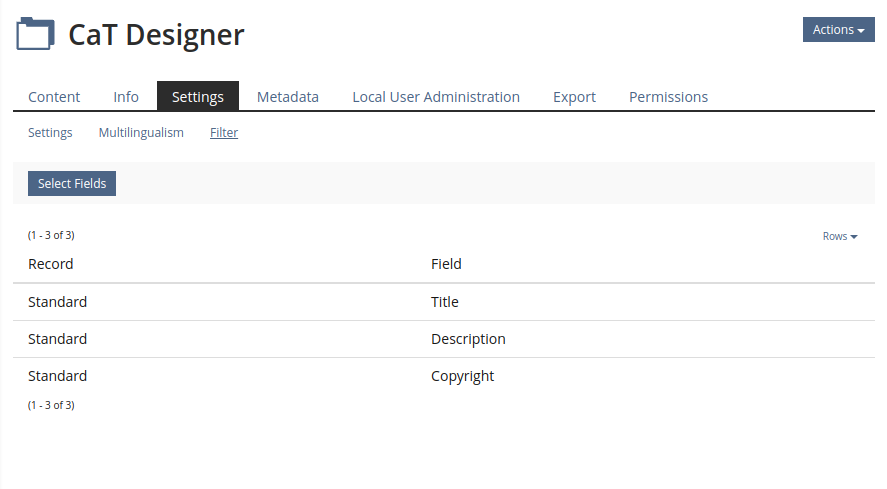 CaT Designer
Actions
Content Info Settings Metadata Local User Administration Export Permissions
Settings Multilingualism Filter
Select Fields
(1 - 3 of 3) Rows
Record Field
Standard Title
Standard Description
Standard Copyright
(1 - 3 of 3)